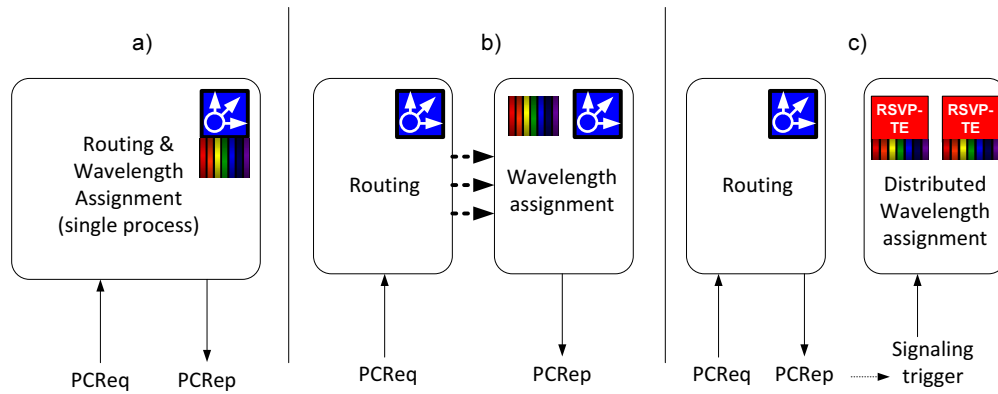 a)
Routing &
Wavelength
Assignment
(single process)
PCReq
PCRep
b)
Routing
Wavelength
assignment
PCReq
PCRep
c)
Routing
RSVP-
TE
RSVP-
TE
Distributed
Wavelength
assignment
PCReq
PCRep
Signaling
trigger